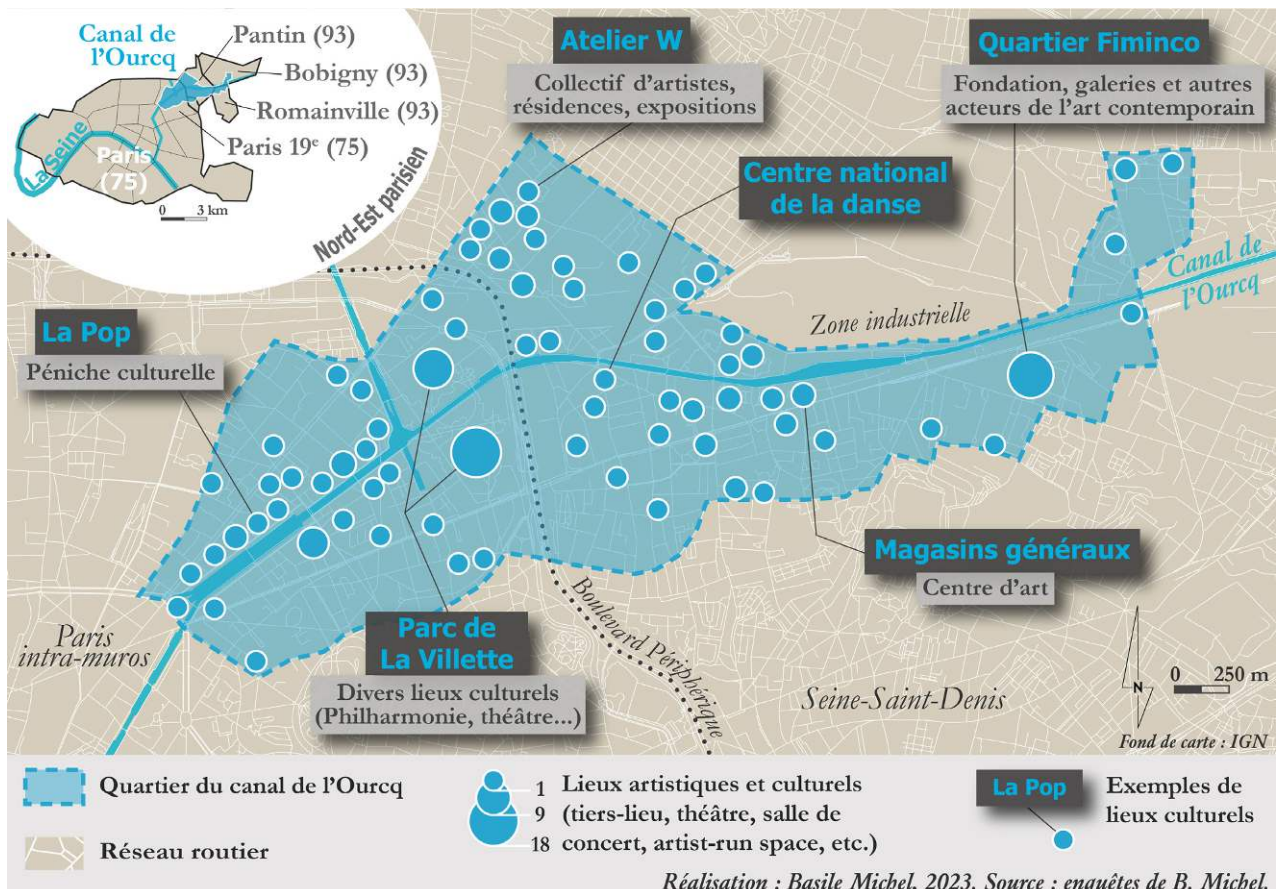 Canal de
l'Ourcq
Pantin (93)
Bobigny (93)
Romainville (93)
Paris 19e (75)
La Seine
Paris
(75)
0 3 km
Nord-Est parisien
Atelier W
Collectif d'artistes,
résidences, expositions
Quartier Fiminco
Fondation, galeries et autres
acteurs de l'art contemporain
Centre national
de la danse
Canal de
l'Ourcq
Zone industrielle
La Pop
Péniche culturelle
Magasins généraux
Centre d'art
Parc de
La Villette
Divers lieux culturels
(Philharmonie, théâtre...)
Paris
intra-muros
Boulevard Périphérique
Seine-Saint-Denis
N
0 250 m
Fond de carte : IGN
Quartier du canal de l'Ourcq
Réseau routier
1
9
18
Lieux artistiques et culturels
(tiers-lieu, théâtre, salle de
concert, artist-run space, etc.)
La Pop
Exemples de
lieux culturels
Réalisation : Basile Michel, 2023. Source : enquêtes de B. Michel.